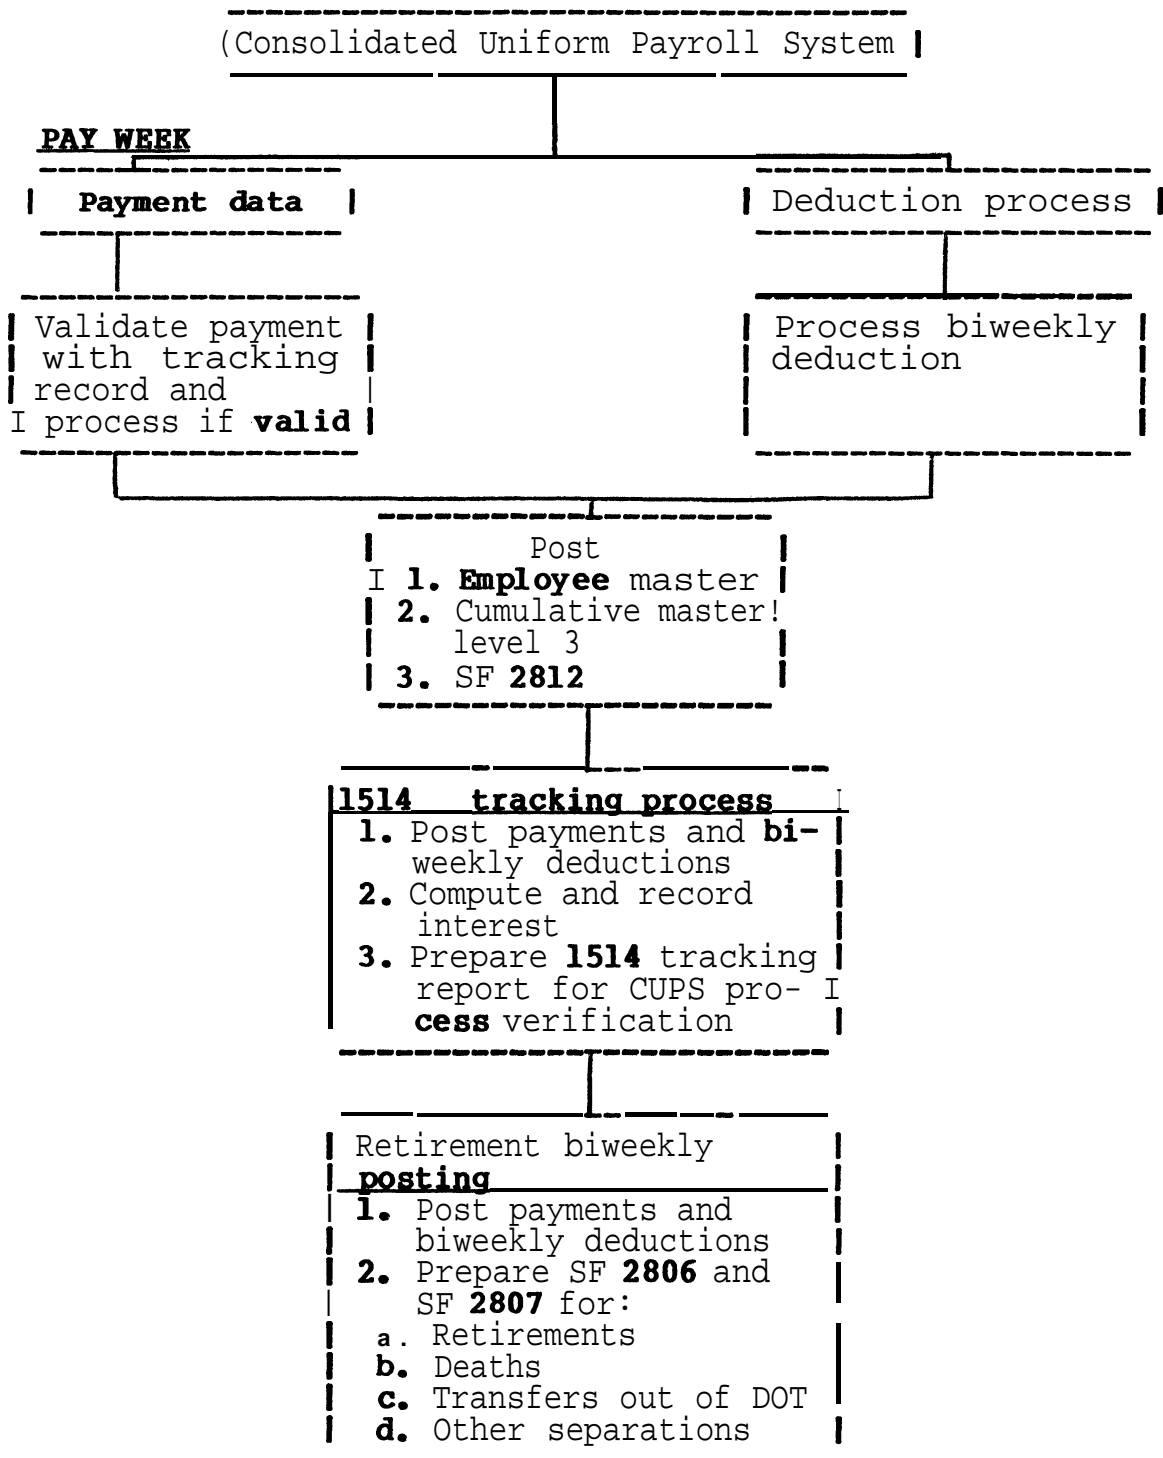 (Consolidated Uniform Payroll System
PAY WEEK
Payment data
Deduction process
Validate payment
with tracking
record and
process if valid
Process biweekly
deduction
Post
1. Employee master
2. Cumulative master!
level 3
3. SF 2812
1514 tracking process
1. Post payments and bi-
weekly deductions
2. Compute and record
interest
3. Prepare 1514 tracking
report for CUPS pro-
cess verification
Retirement biweekly
posting
1. Post payments and
biweekly deductions
2. Prepare SF 2806 and
SF 2807 for:
a. Retirements
b. Deaths
c. Transfers out of DOT
d. Other separations